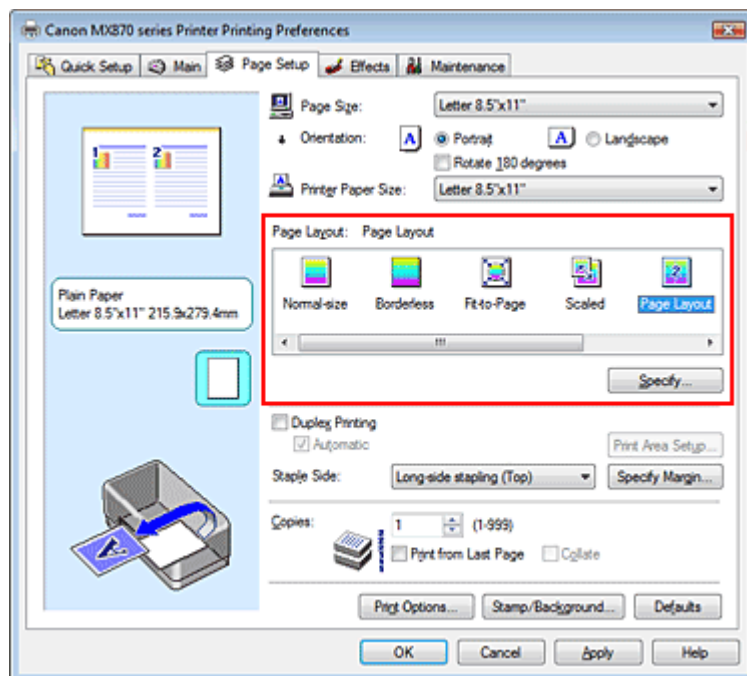 Canon MX870 series Printer Printing Preferences
Quick Setup Main Page Setup Effects Maintenance
Page Size: Letter 8.5"x11"
Orientation: A Portrait A Landscape
Rotate 180 degrees
Printer Paper Size: Letter 8.5"x11"
1 2
Page Layout: Page Layout
Normal-size Borderless Fit-to-Page Scaled Page Layout
Plain Paper
Letter 8.5"x11" 215.9x279.4mm
Specify...
Duplex Printing
Automatic
Print Area Setup...
Staple Side: Long-side stapling (Top) Specify Margin...
Copies: 1 (1-999)
Print from Last Page Collate
Print Options... Stamp/Background... Defaults
OK Cancel Apply Help